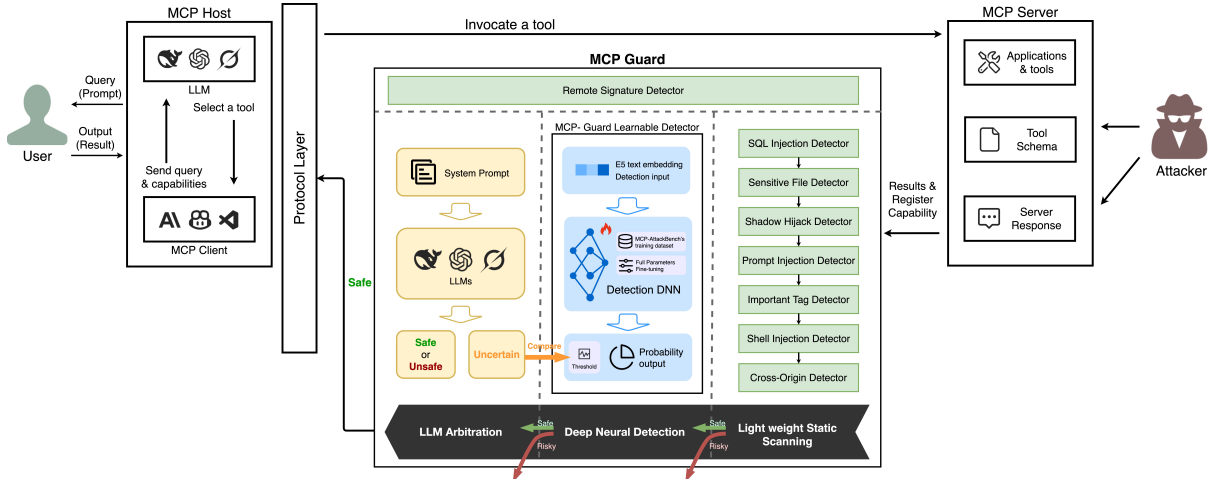 MCP Host
LLM
Select a tool
Send query
& capabilities
MCP Client
Query
(Prompt)
Output
(Result)
User
Protocol Layer
Invocate a tool
MCP Guard
Remote Signature Detector
System Prompt
LLMs
Safe
or
Unsafe
Uncertain
Compare
MCP- Guard Learnable Detector
E5 text embedding
Detection input
MCP-AttackBench's
training dataset
Full Parameters
Fine-tuning
Detection DNN
Threshold
Probability
output
SQL Injection Detector
Sensitive File Detector
Shadow Hijack Detector
Prompt Injection Detector
Important Tag Detector
Shell Injection Detector
Cross-Origin Detector
Safe
LLM Arbitration
Safe
Risky
Deep Neural Detection
Safe
Risky
Light weight Static
Scanning
Results &
Register
Capability
MCP Server
Applications
& tools
Tool
Schema
Server
Response
Attacker